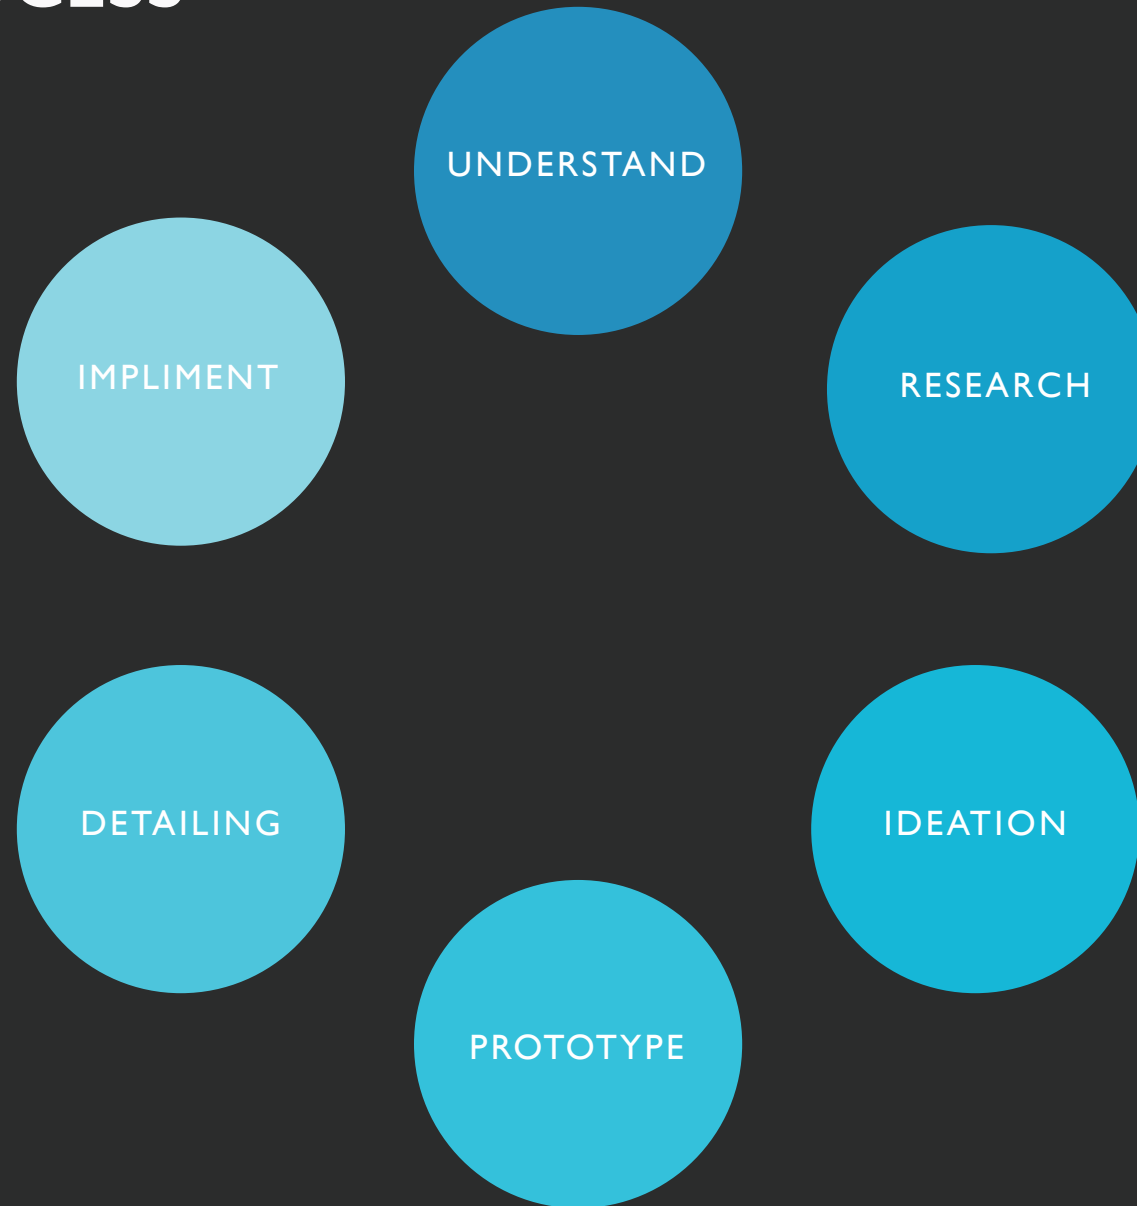 UNDERSTAND
RESEARCH
IDEATION
PROTOTYPE
DETAILING
IMPLIMENT